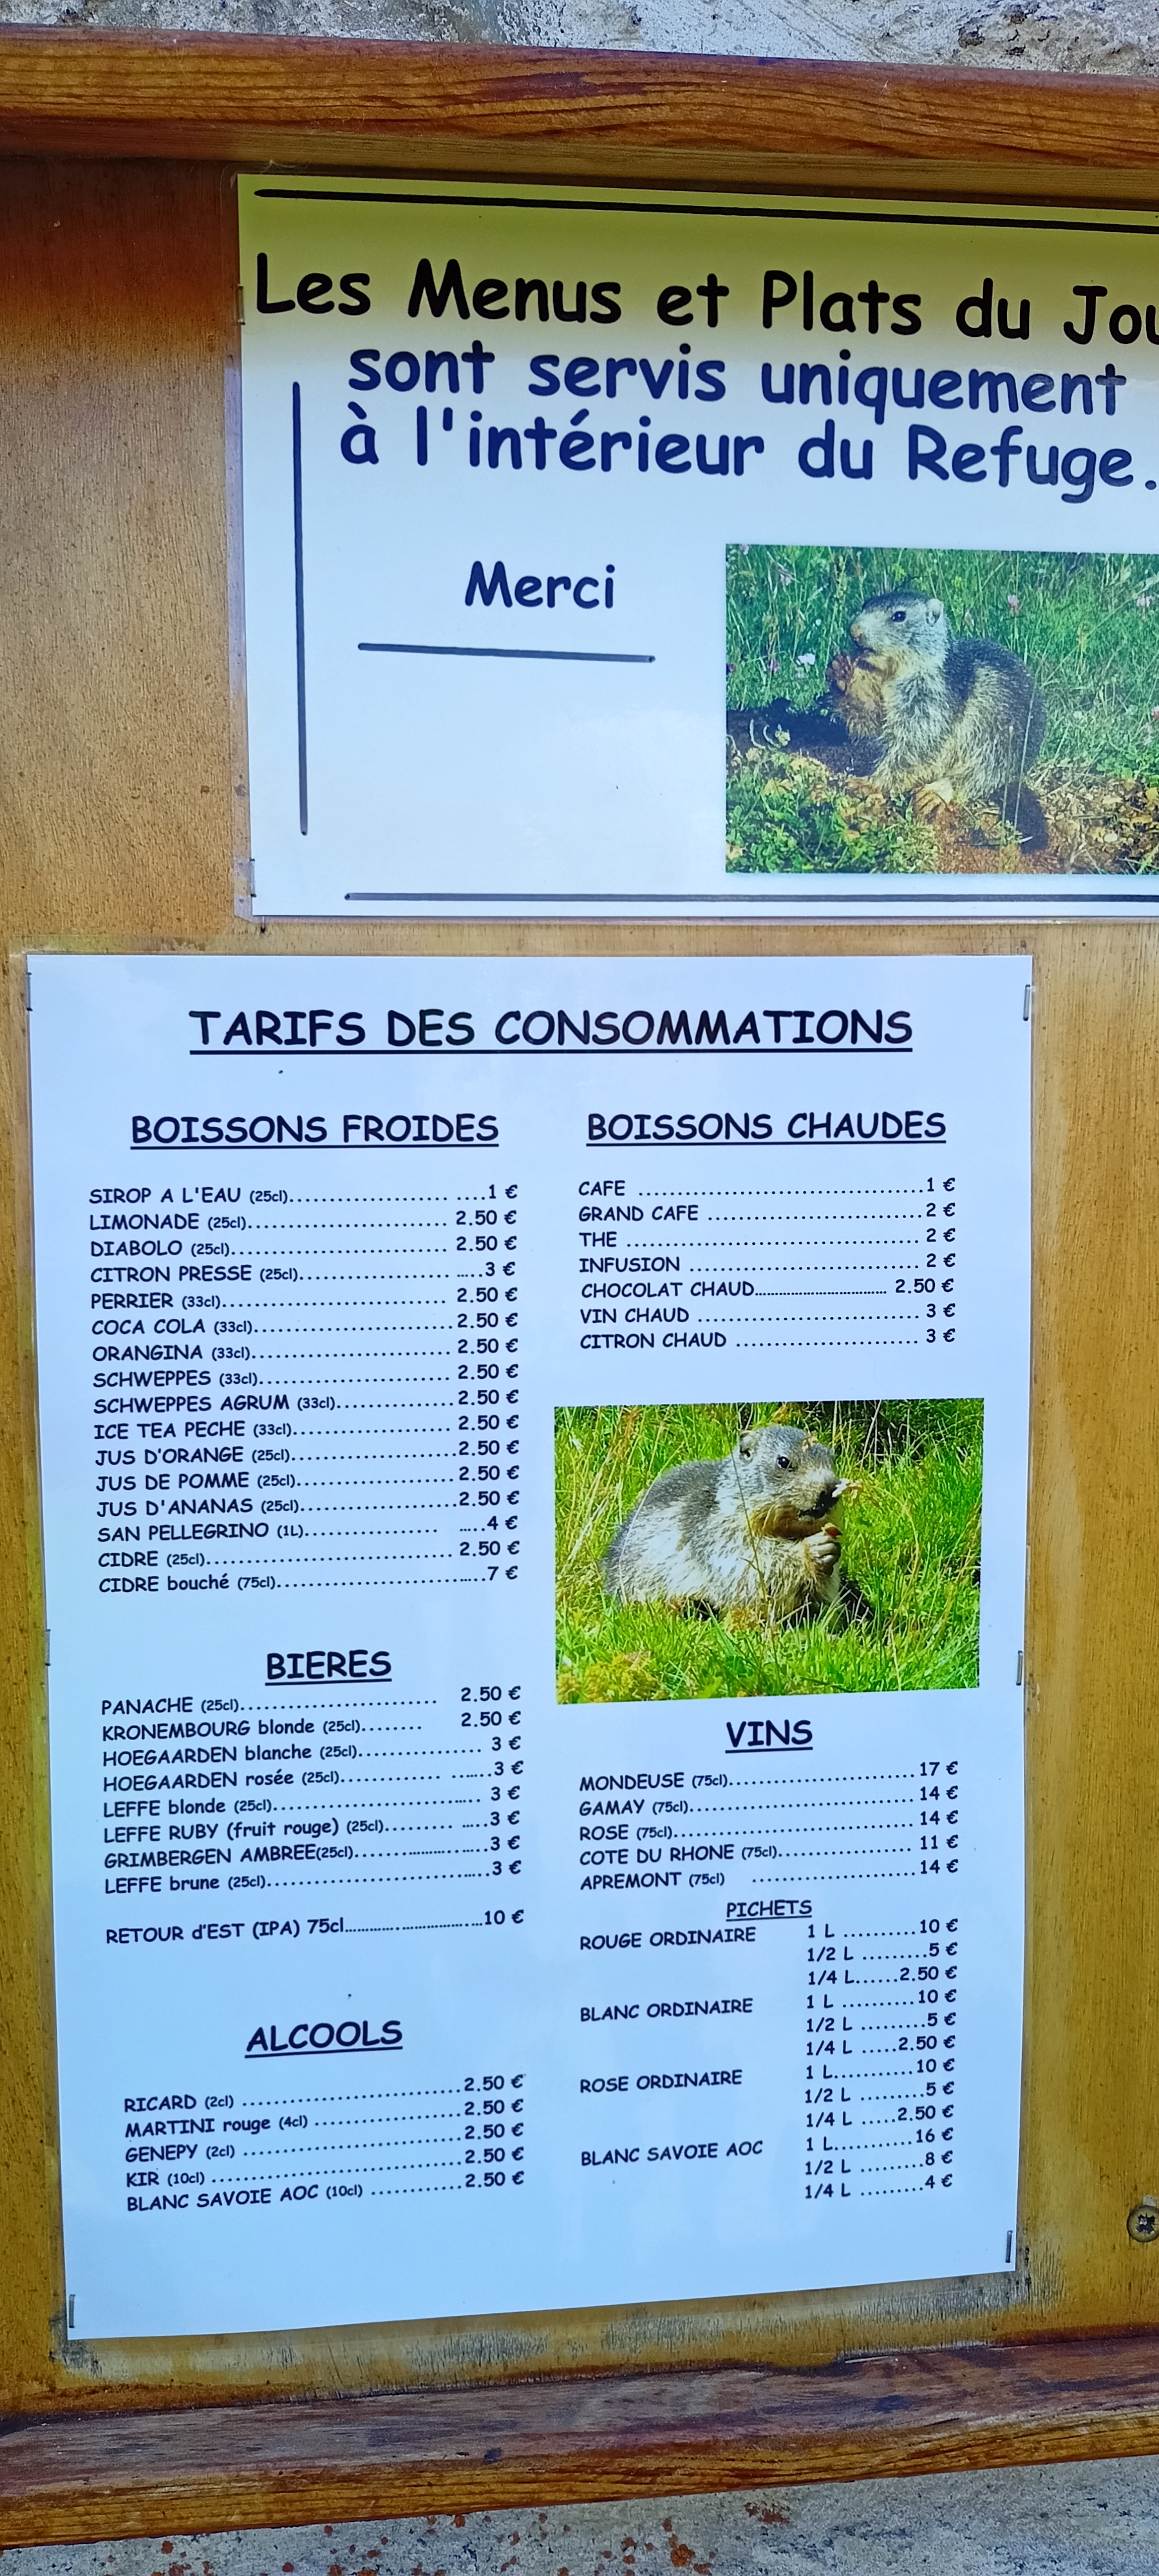 Les Menus et Plats du Jou
sont servis uniquement
à l'intérieur du Refuge.
Merci
TARIFS DES CONSOMMATIONS
BOISSONS FROIDES
SIROP A L'EAU (25cl)........................ ....1 €
LIMONADE (25cl)............................ 2.50 €
DIABOLO (25cl).............................. 2.50 €
CITRON PRESSE (25cl)..................... .....3 €
PERRIER (33cl)............................... 2.50 €
COCA COLA (33cl)...........................2.50 €
ORANGINA (33cl)............................ 2.50 €
SCHWEPPES (33cl)........................... 2.50 €
SCHWEPPES AGRUM (33cl)................2.50 €
ICE TEA PECHE (33cl)...................... 2.50 €
JUS D'ORANGE (25cl).......................2.50 €
JUS DE POMME (25cl)......................2.50 €
JUS D'ANANAS (25cl)......................2.50 €
SAN PELLEGRINO (1L).................. .....4 €
CIDRE (25cl)................................. 2.50 €
CIDRE bouché (75cl)............................7 €
BIERES
PANACHE (25cl).......................... 2.50 €
KRONEMBOURG blonde (25cl)........ 2.50 €
HOEGAARDEN blanche (25cl)................ 3 €
HOEGAARDEN rosée (25cl)............. .......3 €
LEFFE blonde (25cl)............................ 3 €
LEFFE RUBY (fruit rouge) (25cl)......... .....3 €
GRIMBERGEN AMBREE(25cl)......................3 €
LEFFE brune (25cl)..............................3 €
RETOUR d'EST (IPA) 75cl............................10 €
ALCOOLS
RICARD (2cl) .............................2.50 €
MARTINI rouge (4cl) ...................2.50 €
GENEPY (2cl) .............................2.50 €
KIR (10cl) .................................2.50 €
BLANC SAVOIE AOC (10cl) ............2.50 €
BOISSONS CHAUDES
CAFE .....................................1 €
GRAND CAFE ............................2 €
THE ...................................... 2 €
INFUSION .............................. 2 €
CHOCOLAT CHAUD................................ 2.50 €
VIN CHAUD ............................. 3 €
CITRON CHAUD ........................ 3 €
VINS
MONDEUSE (75cl)........................17 €
GAMAY (75cl)............................. 14 €
ROSE (75cl)............................... 14 €
COTE DU RHONE (75cl)................. 11 €
APREMONT (75cl) .....................14 €
PICHETS
ROUGE ORDINAIRE 1 L ..........10 €
1/2 L .........5 €
1/4 L......2.50 €
BLANC ORDINAIRE 1 L ..........10 €
1/2 L .........5 €
1/4 L .....2.50 €
ROSE ORDINAIRE 1 L...........10 €
1/2 L .........5 €
1/4 L .....2.50 €
BLANC SAVOIE AOC 1 L...........16 €
1/2 L .........8 €
1/4 L .........4 €